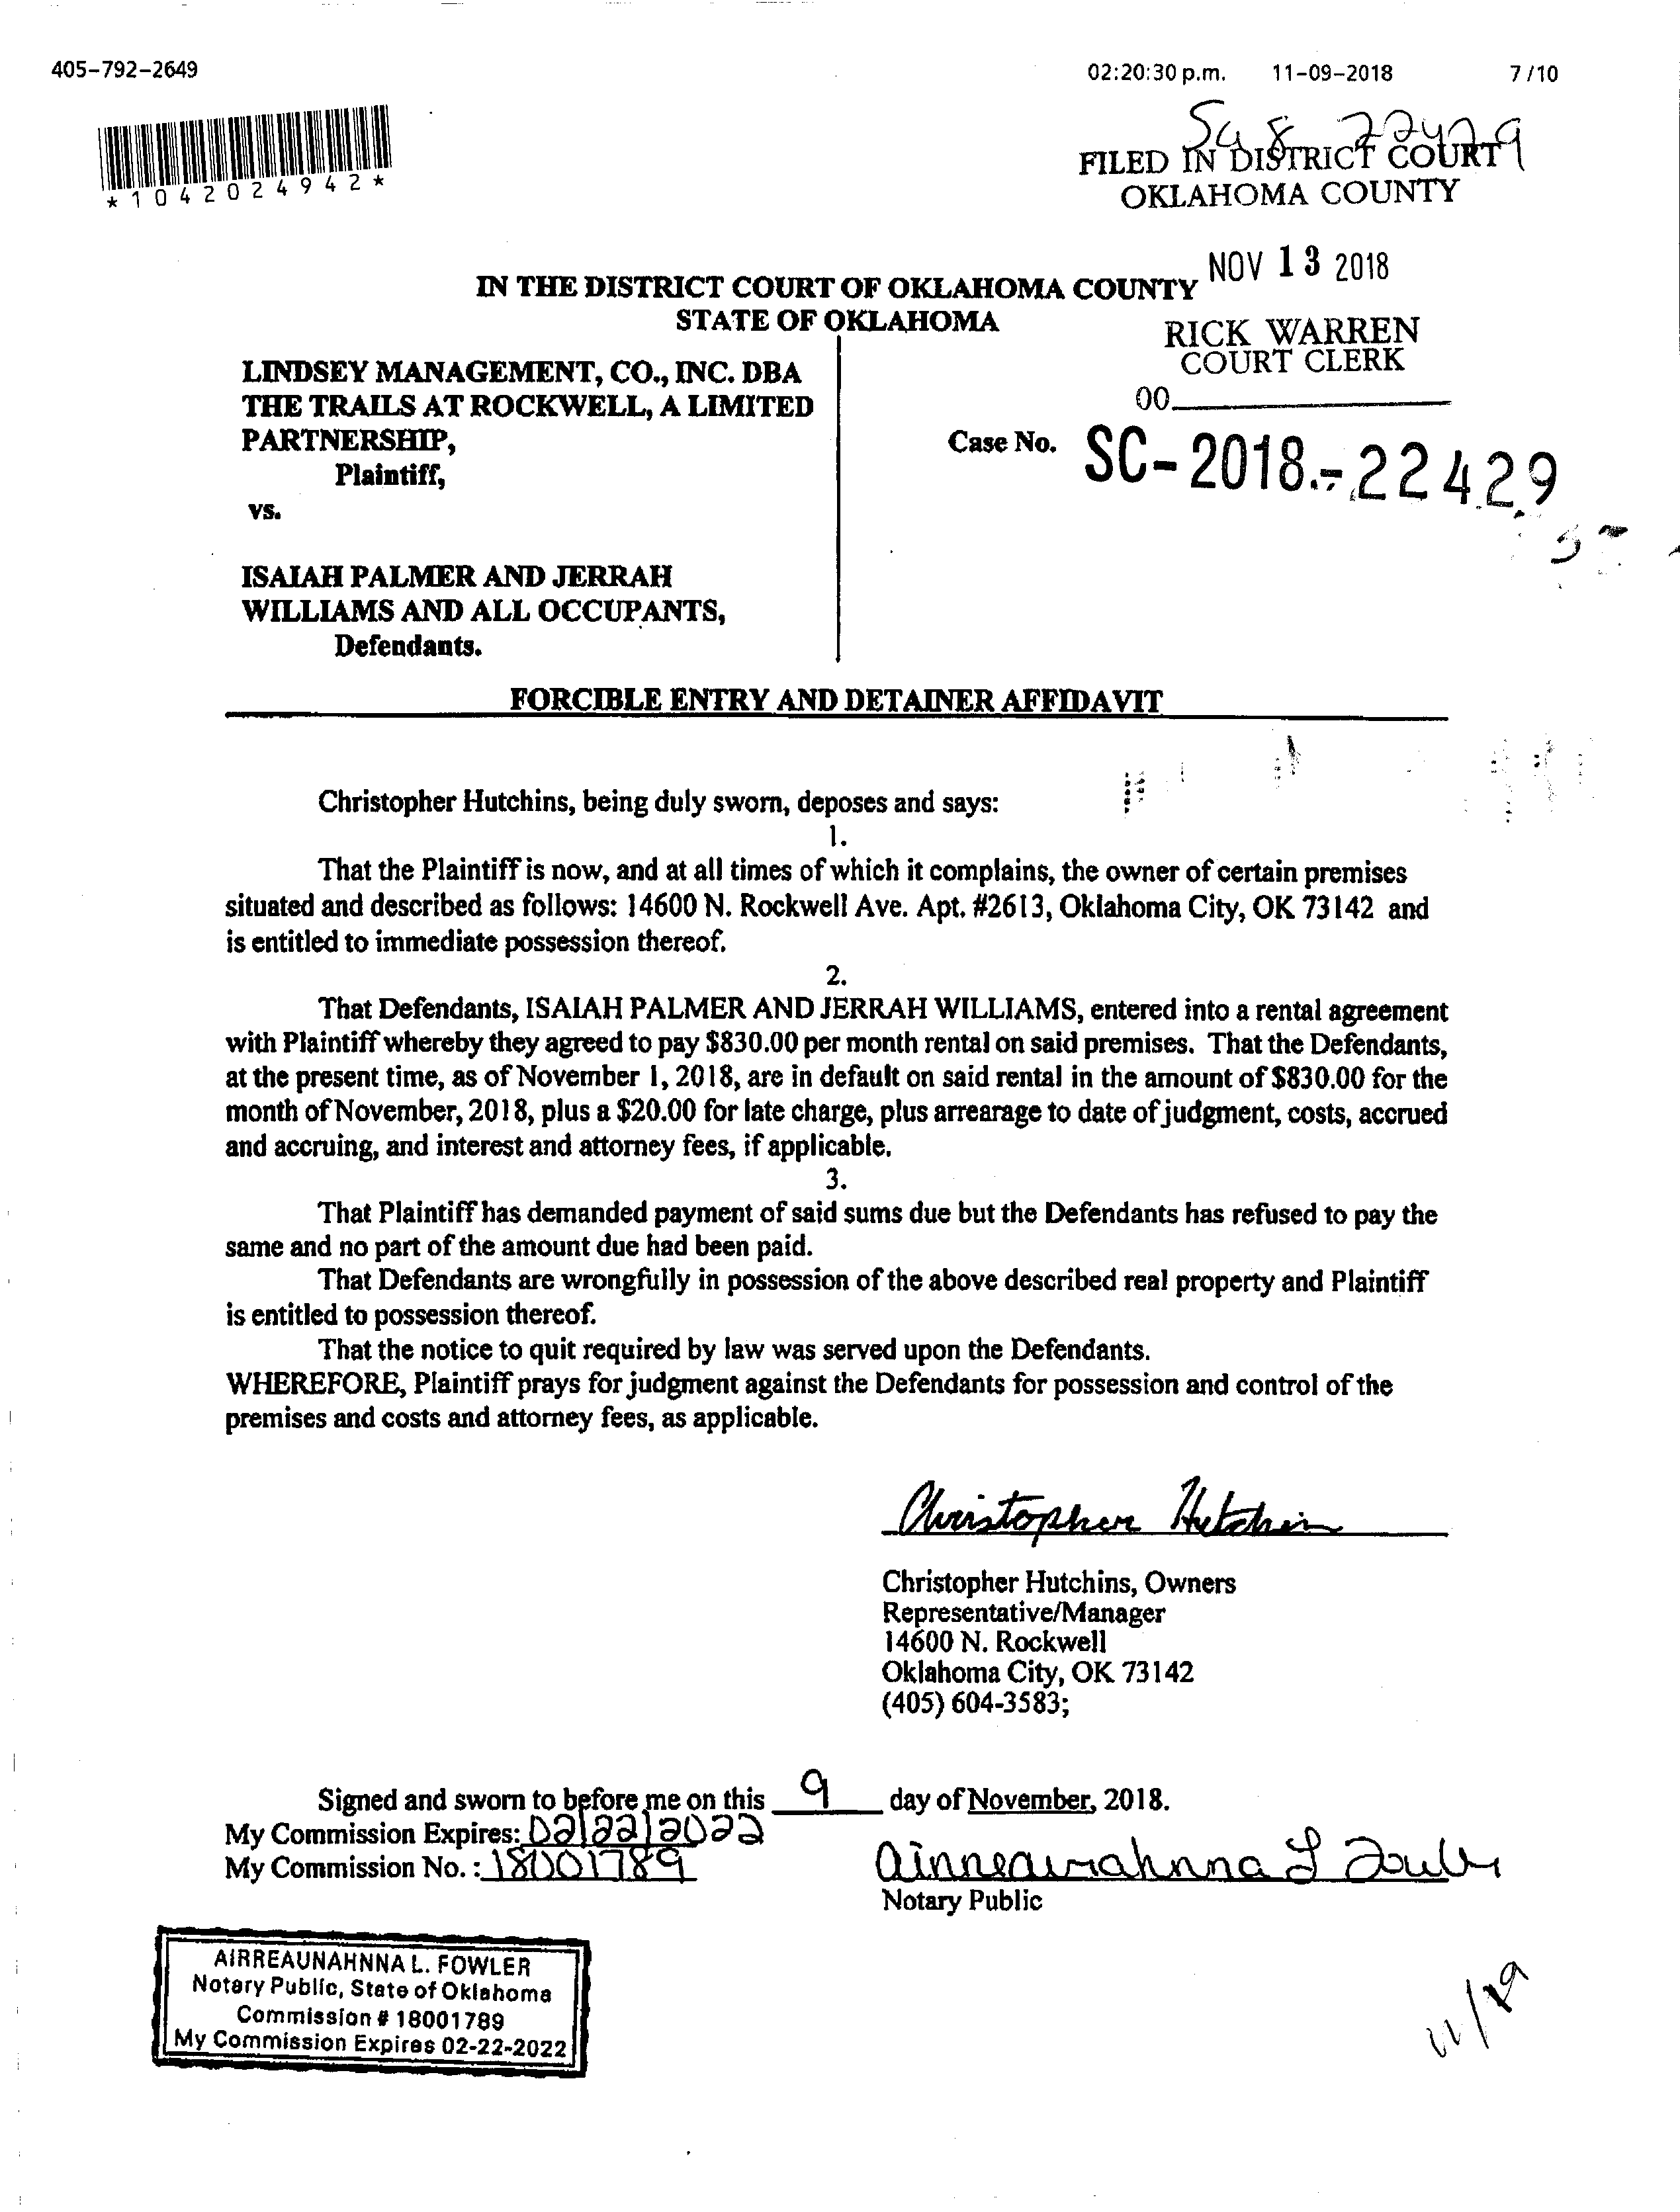 405-792-2649 02:20:30 p.m. 11-09-2018 7/10
*1042024942*
22429
FILED IN DISTRICT COURT
OKLAHOMA COUNTY
NOV 13 2018
IN THE DISTRICT COURT OF OKLAHOMA COUNTY
STATE OF OKLAHOMA
RICK WARREN
COURT CLERK
00
LINDSEY MANAGEMENT, CO., INC. DBA
THE TRAILS AT ROCKWELL, A LIMITED
PARTNERSHIP,
Plaintiff,
Case No. SC-2018-22429
vs.
ISAIAH PALMER AND JERRAH
WILLIAMS AND ALL OCCUPANTS,
Defendants.
FORCIBLE ENTRY AND DETAINER AFFIDAVIT
Christopher Hutchins, being duly sworn, deposes and says:
1.
That the Plaintiff is now, and at all times of which it complains, the owner of certain premises
situated and described as follows: 14600 N. Rockwell Ave. Apt. #2613, Oklahoma City, OK 73142 and
is entitled to immediate possession thereof.
2.
That Defendants, ISAIAH PALMER AND JERRAH WILLIAMS, entered into a rental agreement
with Plaintiff whereby they agreed to pay $830.00 per month rental on said premises. That the Defendants,
at the present time, as of November 1, 2018, are in default on said rental in the amount of $830.00 for the
month of November, 2018, plus a $20.00 for late charge, plus arrearage to date of judgment, costs, accrued
and accruing, and interest and attorney fees, if applicable.
3.
That Plaintiff has demanded payment of said sums due but the Defendants has refused to pay the
same and no part of the amount due had been paid.
That Defendants are wrongfully in possession of the above described real property and Plaintiff
is entitled to possession thereof.
That the notice to quit required by law was served upon the Defendants.
WHEREFORE, Plaintiff prays for judgment against the Defendants for possession and control of the
premises and costs and attorney fees, as applicable.
Christopher Hutchins
Christopher Hutchins, Owners
Representative/Manager
14600 N. Rockwell
Oklahoma City, OK 73142
(405) 604-3583;
Signed and sworn to before me on this 9 day of November, 2018.
My Commission Expires: 02/22/2022
My Commission No. : 18001789
Notary Public
AIRREAUNAHNNA L. FOWLER
Notary Public, State of Oklahoma
Commission # 18001789
My Commission Expires 02-22-2022
11/29